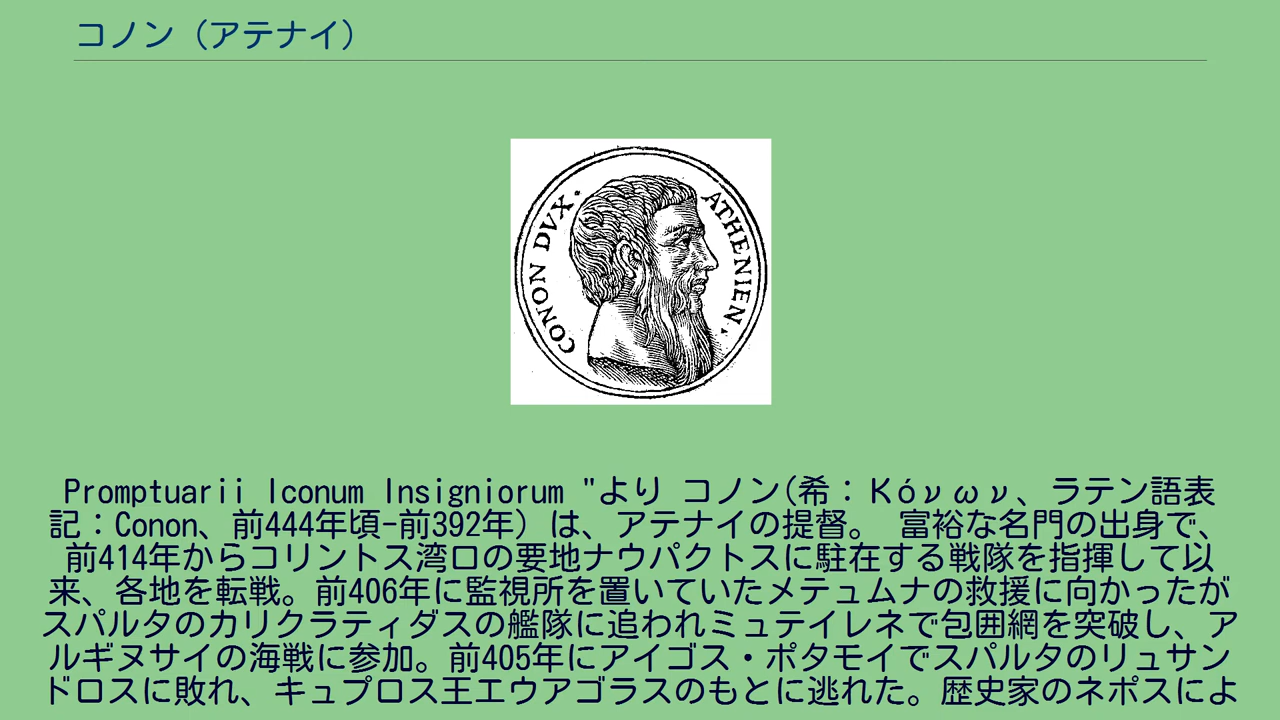 コノン（アテナイ）
CONON DVX. ATHENIEN.
Promptuarii Iconum Insigniorum "より コノン(希：Κόνων、ラテン語表
記：Conon、前444年頃−前392年）は、アテナイの提督。 富裕な名門の出身で、
前414年からコリントス湾口の要地ナウパクトスに駐在する戦隊を指揮して以
来、各地を転戦。前406年に監視所を置いていたメテュムナの救援に向かったが
スパルタのカリクラティダスの艦隊に追われミュテイレネで包囲網を突破し、ア
ルギヌサイの海戦に参加。前405年にアイゴス・ポタモイでスパルタのリュサン
ドロスに敗れ、キュプロス王エウアゴラスのもとに逃れた。歴史家のネポスによ